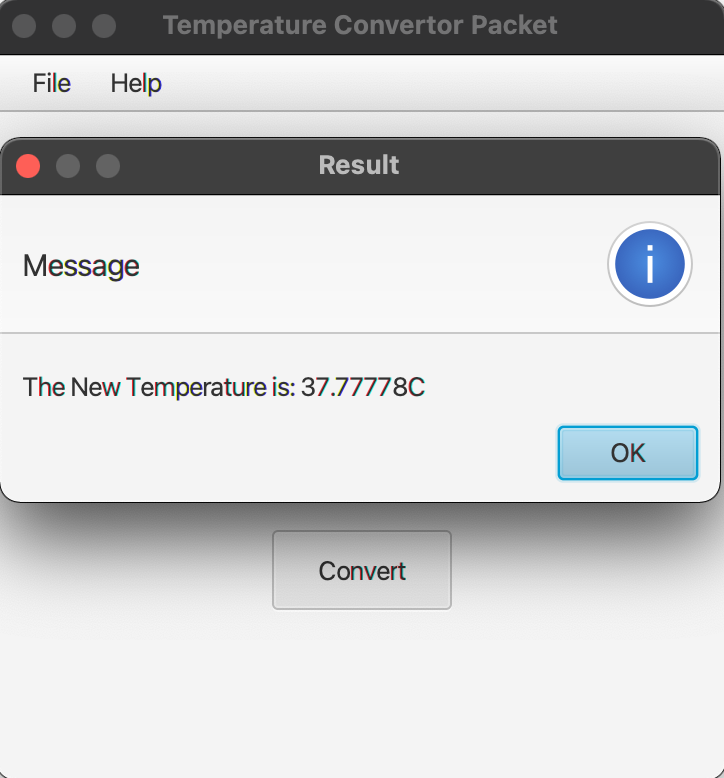 Temperature Convertor Packet
File Help
Result
Message
i
The New Temperature is: 37.77778C
OK
Convert